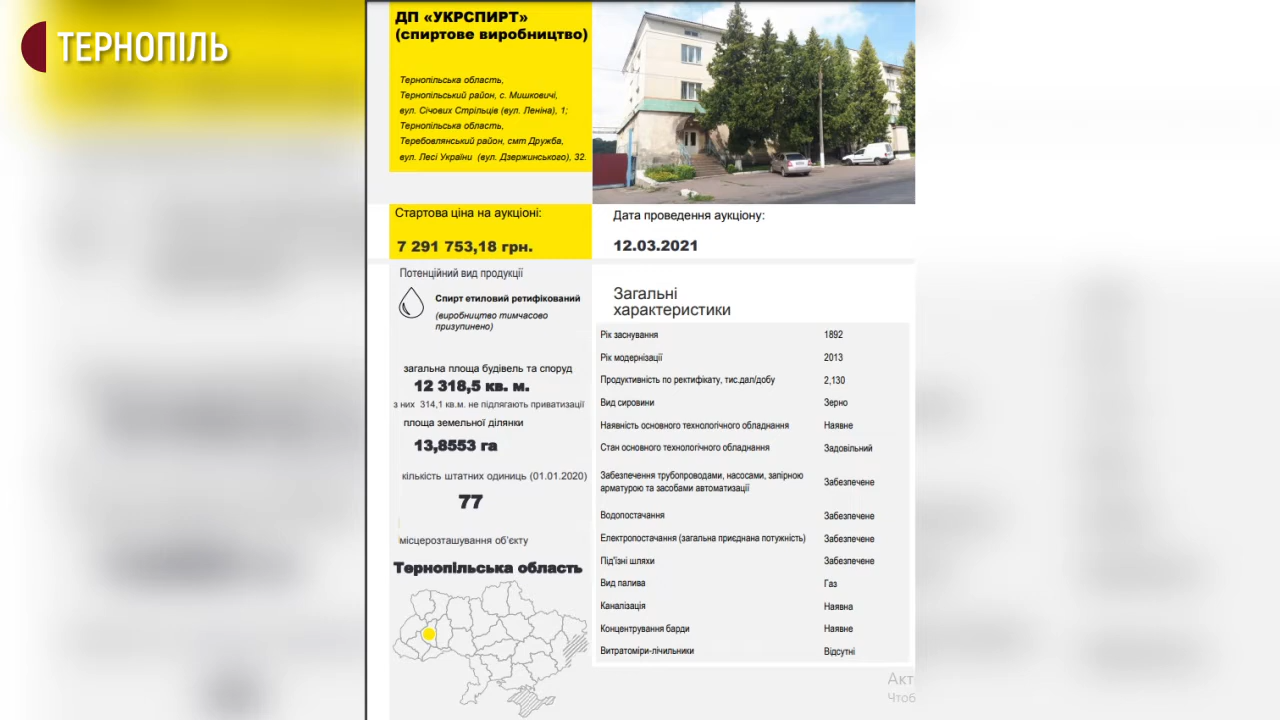 ТЕРНОПІЛЬ
ДП «УКРСПИРТ»
(спиртове виробництво)
Тернопільська область,
Тернопільський район, с. Мишковичі,
вул. Січових Стрільців (вул. Леніна), 1;
Тернопільська область,
Теребовлянський район, смт Дружба,
вул. Лесі Українм (вул. Дзержинського), 32.
Стартова ціна на аукціоні:
7 291 753,18 грн.
Дата проведення аукціону:
12.03.2021
Потенційний вид продукції
Спирт етиловий ретифікований
(виробництво тимчасово
призупинено)
загальна площа будівель та споруд
12 318,5 кв. м.
з них 314,1 кв.м. не підлягають приватизації
площа земельної ділянки
13,8553 га
кількість штатних одиниць (01.01.2020)
77
місцерозташування об'єкту
Тернопільська область
Загальні
характеристики
Рік заснування 1892
Рік модернізації 2013
Продуктивність по ректифікату, тис.дал/добу 2,130
Вид сировини Зерно
Наявність основного технологічного обладнання Наявне
Стан основного технологічного обладнання Задовільний
Забезпечення трубопроводами, насосами, запірною
арматурою та засобами автоматизації Забезпечене
Водопостачання Забезпечене
Електропостачання (загальна приєднана потужність) Забезпечене
Під'їзні шляхи Забезпечене
Вид палива Газ
Каналізація Наявна
Концентрування барди Наявне
Витратоміри-лічильники Відсутні
Акт
Чтоб